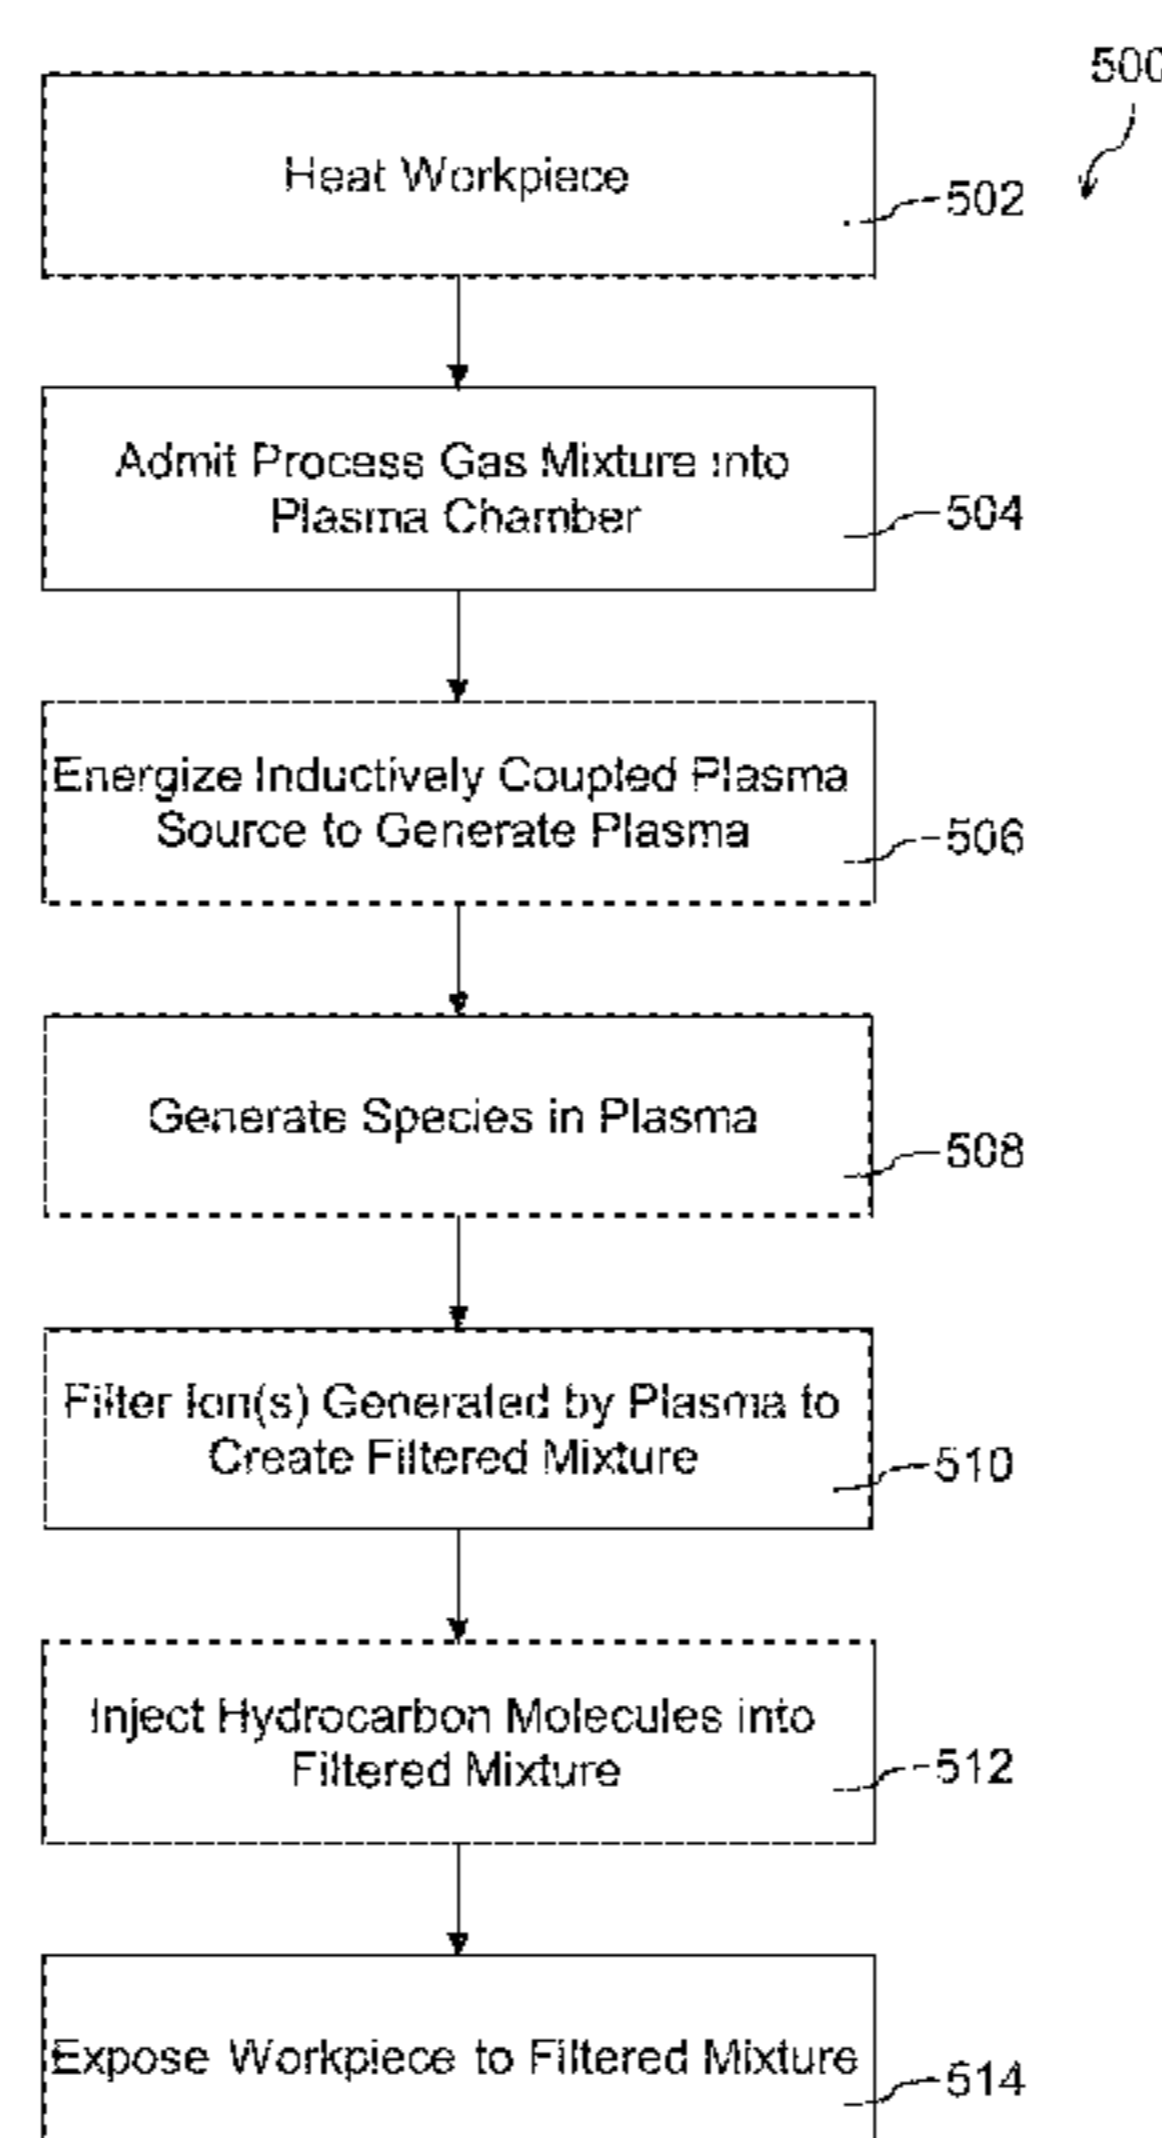 500
Heat Workpiece
502
Admit Process Gas Mixture into
Plasma Chamber
504
Energize Inductively Coupled Plasma
Source to Generate Plasma
506
Generate Species in Plasma
508
Filter Ion(s) Generated by Plasma to
Create Filtered Mixture
510
Inject Hydrocarbon Molecules into
Filtered Mixture
512
Expose Workpiece to Filtered Mixture
514